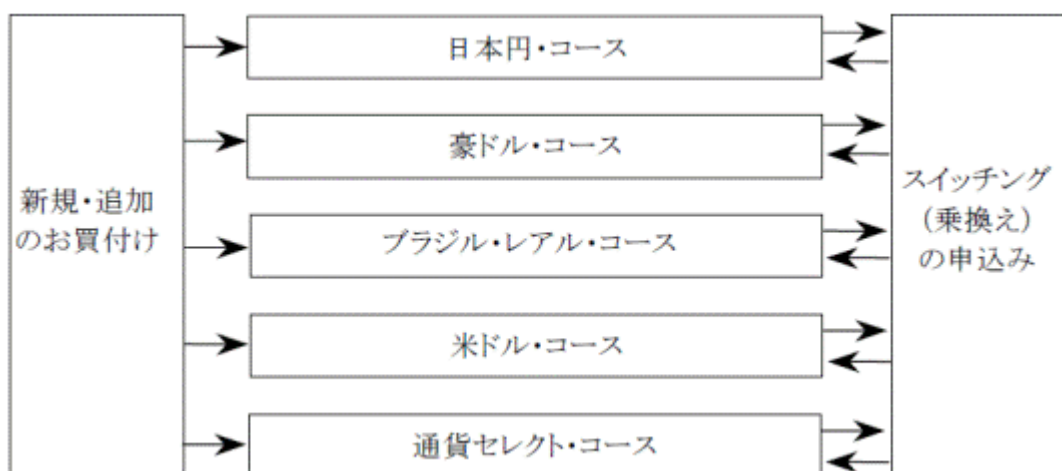 新規・追加
のお買付け
日本円・コース
豪ドル・コース
ブラジル・レアル・コース
米ドル・コース
通貨セレクト・コース
スイッチング
（乗換え）
の申込み